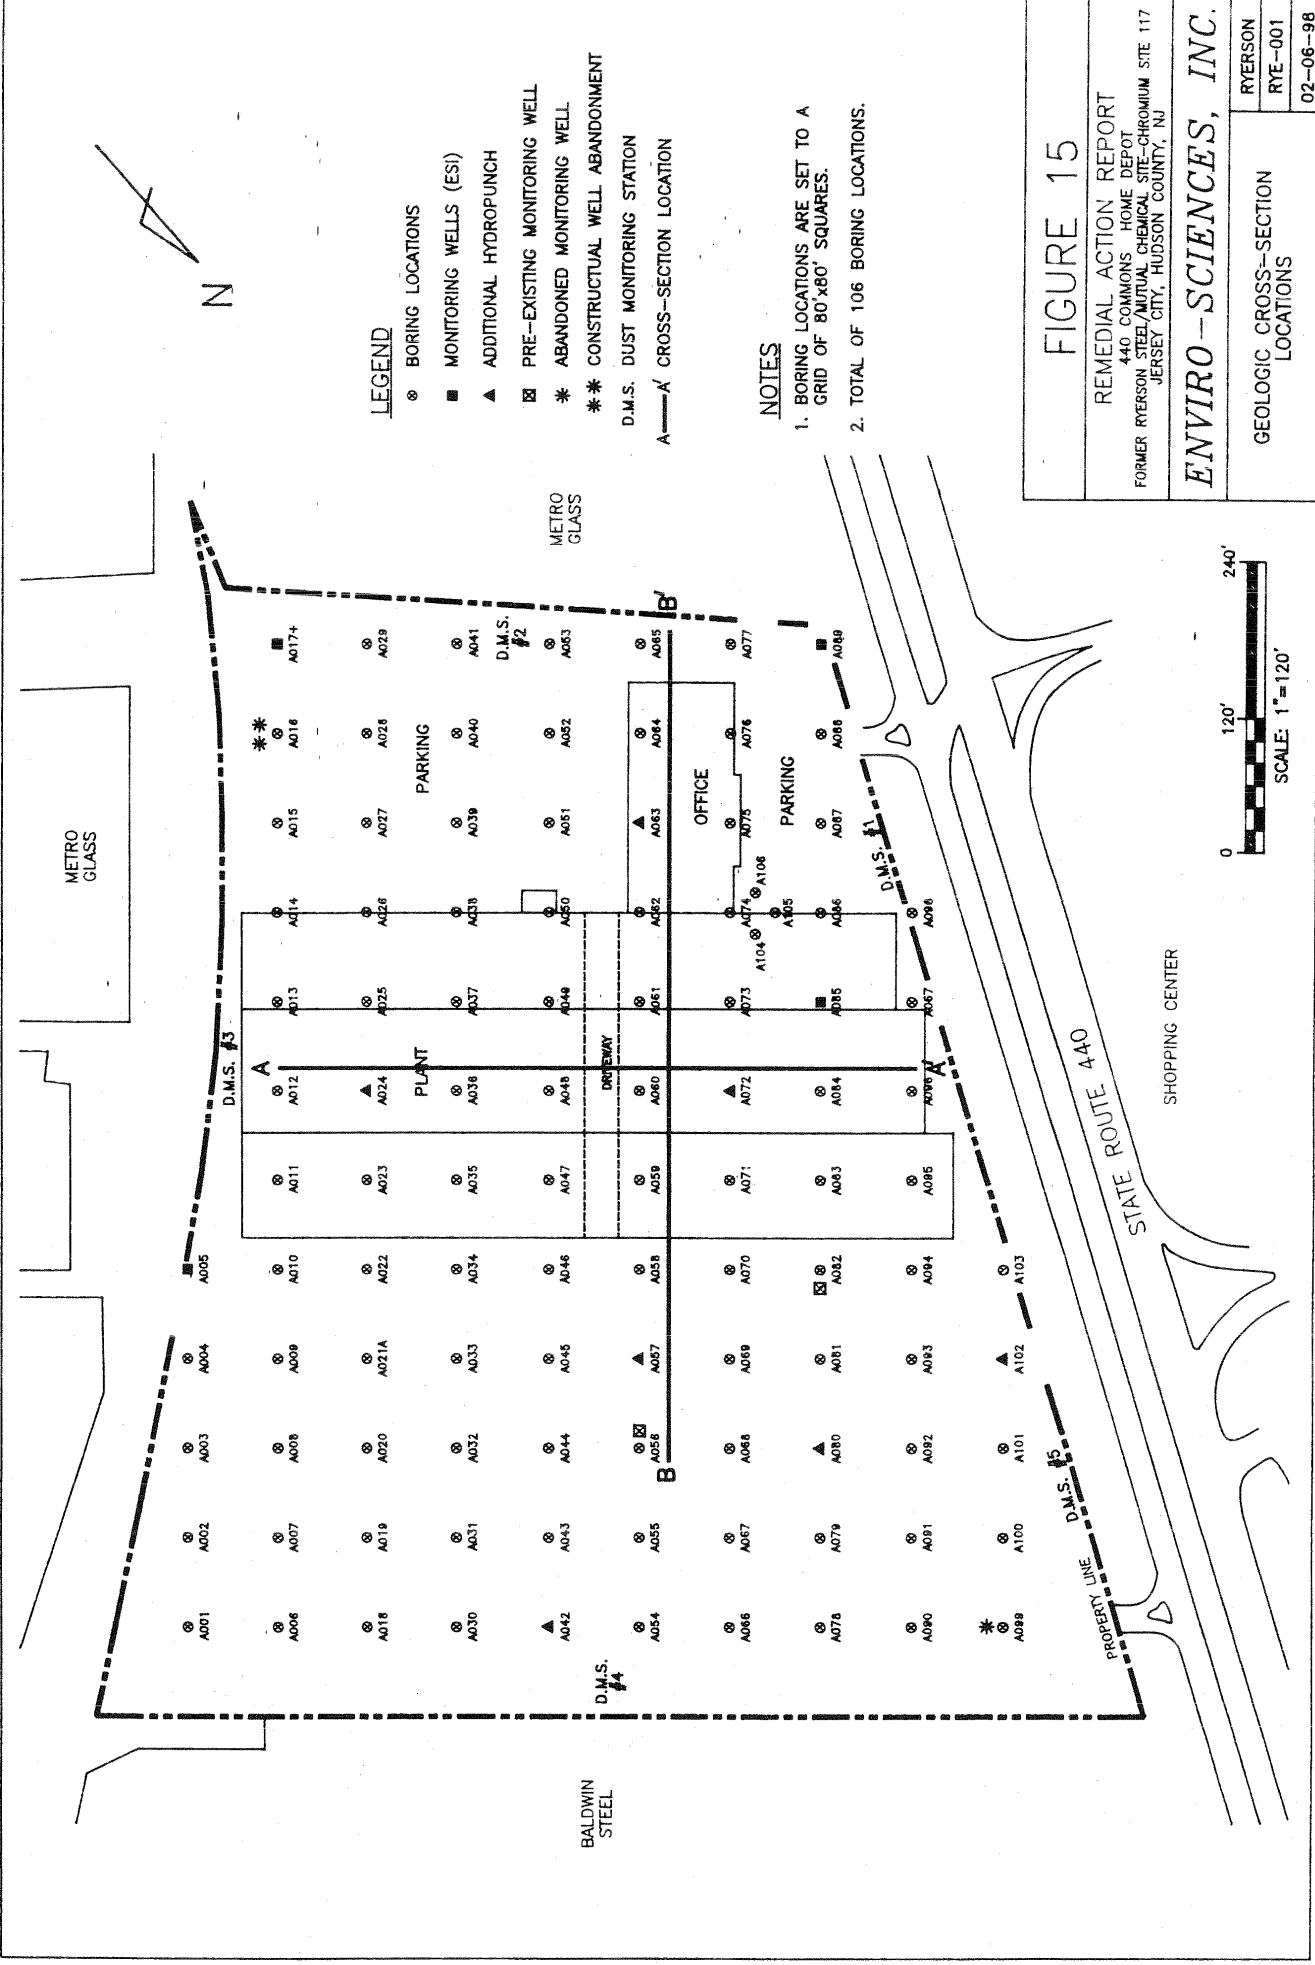 METRO
GLASS
A001 A002 A003 A004 A005
D.M.S. #3
N
A
**
A006 A007 A008 A009 A010 A011 A012 A013 A014 A015 A016 A017+
A018 A019 A020 A021A A022 A023 A024 A025 A026 A027 A028 A029
PLANT
PARKING
A030 A031 A032 A033 A034 A035 A036 A037 A038 A039 A040 A041
D.M.S.
#2
A042 A043 A044 A045 A046 A047 A048 A049 A050 A051 A052 A053
METRO
GLASS
BALDWIN
STEEL
D.M.S.
#4
DRIVEWAY
A054 A055 A056 A057 A058 A059 A060 A061 A062 A063 A064 A065
B B'
OFFICE
A066 A067 A068 A069 A070 A071 A072 A073 A074 A075 A076 A077
A104 A106
A105
PARKING
A078 A079 A080 A081 A082 A083 A084 A085 A086 A087 A088 A089
D.M.S. #1
A090 A091 A092 A093 A094 A095 A096 A097 A098
A'
*
A099 A100 A101 A102 A103
D.M.S. #5
PROPERTY LINE
STATE ROUTE 440
SHOPPING CENTER
LEGEND
BORING LOCATIONS
MONITORING WELLS (ESI)
ADDITIONAL HYDROPUNCH
PRE-EXISTING MONITORING WELL
* ABANDONED MONITORING WELL
** CONSTRUCTUAL WELL ABANDONMENT
D.M.S. DUST MONITORING STATION
A——A' CROSS-SECTION LOCATION
NOTES
1. BORING LOCATIONS ARE SET TO A
GRID OF 80'x80' SQUARES.
2. TOTAL OF 106 BORING LOCATIONS.
0 120' 240'
SCALE: 1"=120'
FIGURE 15
REMEDIAL ACTION REPORT
440 COMMONS HOME DEPOT
FORMER RYERSON STEEL/MUTUAL CHEMICAL SITE-CHROMIUM SITE 117
JERSEY CITY, HUDSON COUNTY, NJ
ENVIRO-SCIENCES, INC.
GEOLOGIC CROSS-SECTION
LOCATIONS
RYERSON
RYE-001
02-06-98